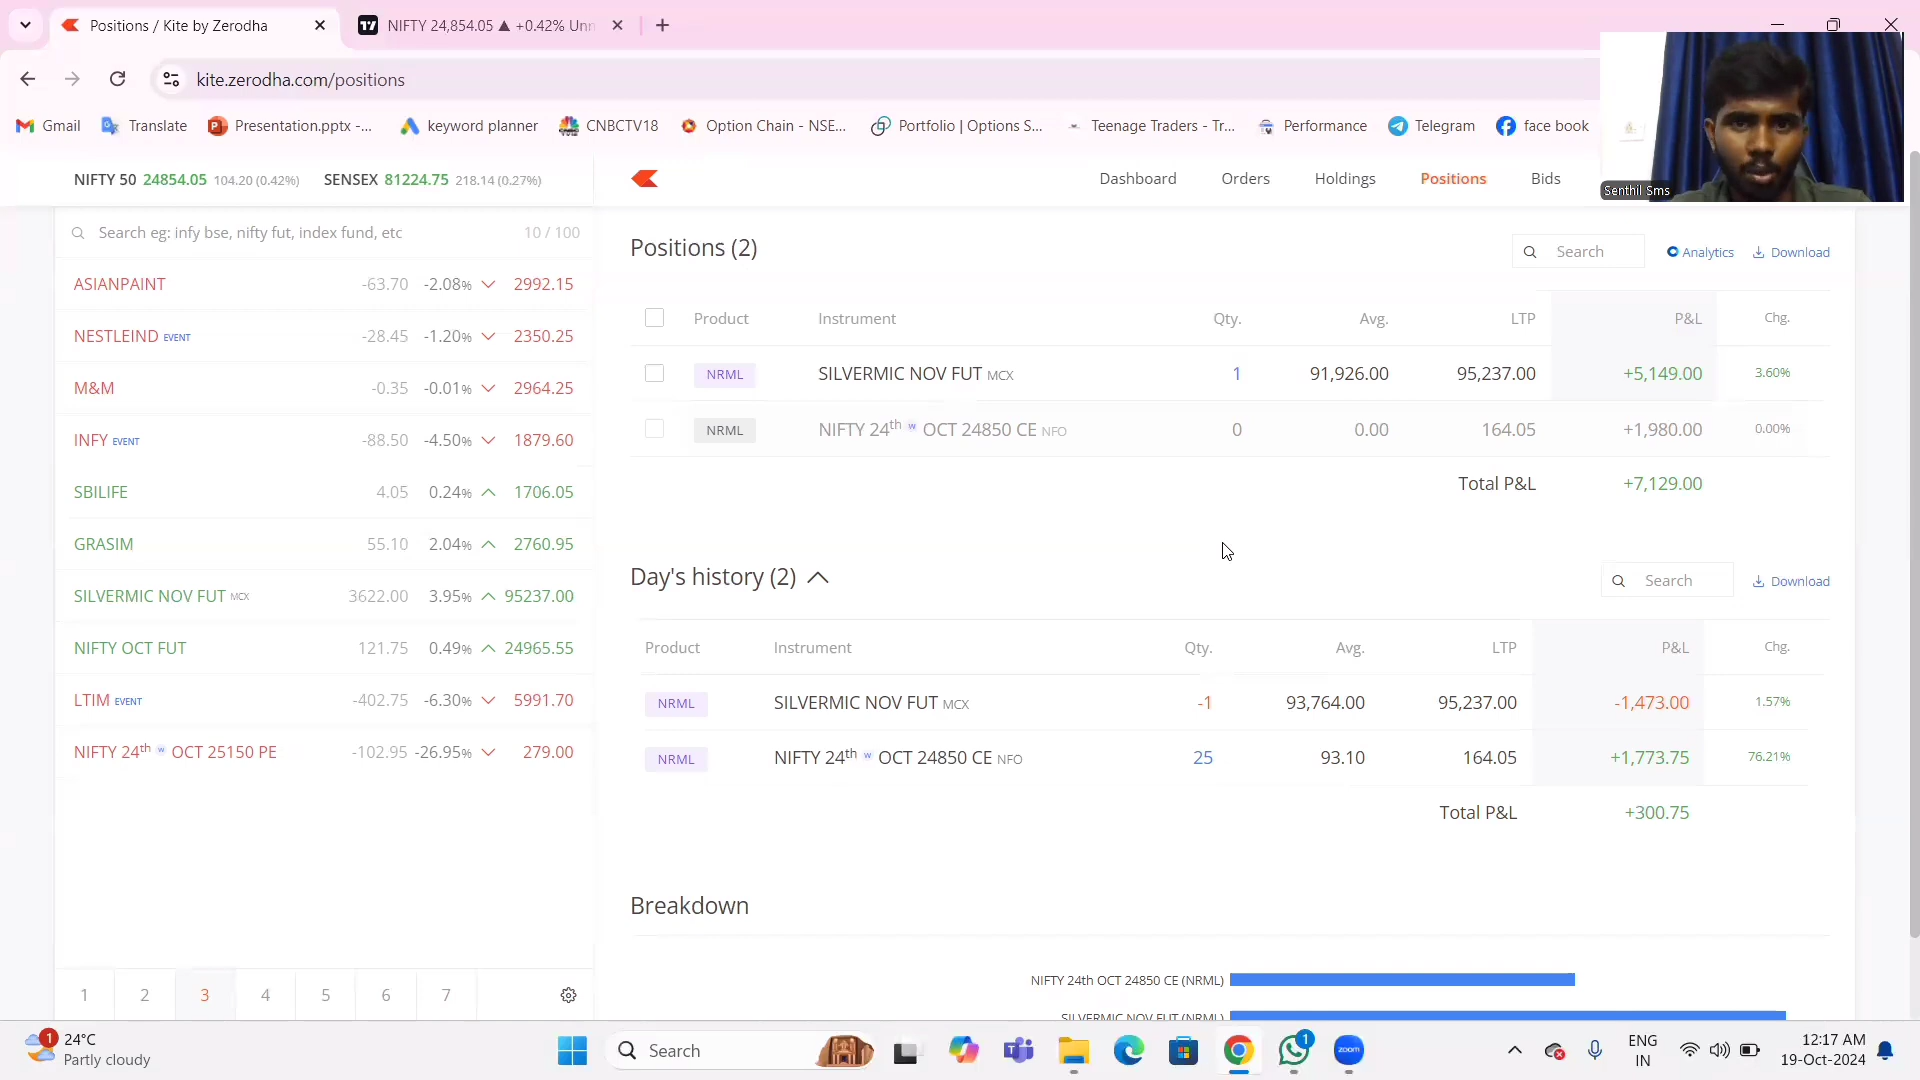 Positions / Kite by Zerodha
NIFTY 24,854.05 ▲ +0.42% Unn
kite.zerodha.com/positions
Gmail Translate Presentation.pptx -... keyword planner CNBCTV18 Option Chain - NSE... Portfolio | Options S... Teenage Traders - Tr... Performance Telegram face book
Senthil Sms
NIFTY 50 24854.05 104.20 (0.42%) SENSEX 81224.75 218.14 (0.27%)
Dashboard Orders Holdings Positions Bids
Search eg: infy bse, nifty fut, index fund, etc 10 / 100
ASIANPAINT -63.70 -2.08% 2992.15
NESTLEIND EVENT -28.45 -1.20% 2350.25
M&M -0.35 -0.01% 2964.25
INFY EVENT -88.50 -4.50% 1879.60
SBILIFE 4.05 0.24% 1706.05
GRASIM 55.10 2.04% 2760.95
SILVERMIC NOV FUT MCX 3622.00 3.95% 95237.00
NIFTY OCT FUT 121.75 0.49% 24965.55
LTIM EVENT -402.75 -6.30% 5991.70
NIFTY 24th w OCT 25150 PE -102.95 -26.95% 279.00
1 2 3 4 5 6 7
Positions (2) Search Analytics Download
Product Instrument Qty. Avg. LTP P&L Chg.
NRML SILVERMIC NOV FUT MCX 1 91,926.00 95,237.00 +5,149.00 3.60%
NRML NIFTY 24th w OCT 24850 CE NFO 0 0.00 164.05 +1,980.00 0.00%
Total P&L +7,129.00
Day's history (2) Search Download
Product Instrument Qty. Avg. LTP P&L Chg.
NRML SILVERMIC NOV FUT MCX -1 93,764.00 95,237.00 -1,473.00 1.57%
NRML NIFTY 24th w OCT 24850 CE NFO 25 93.10 164.05 +1,773.75 76.21%
Total P&L +300.75
Breakdown
NIFTY 24th OCT 24850 CE (NRML)
SILVERMIC NOV FUT (NRML)
1 24°C
Partly cloudy
Search
1
zoom
ENG
IN
12:17 AM
19-Oct-2024